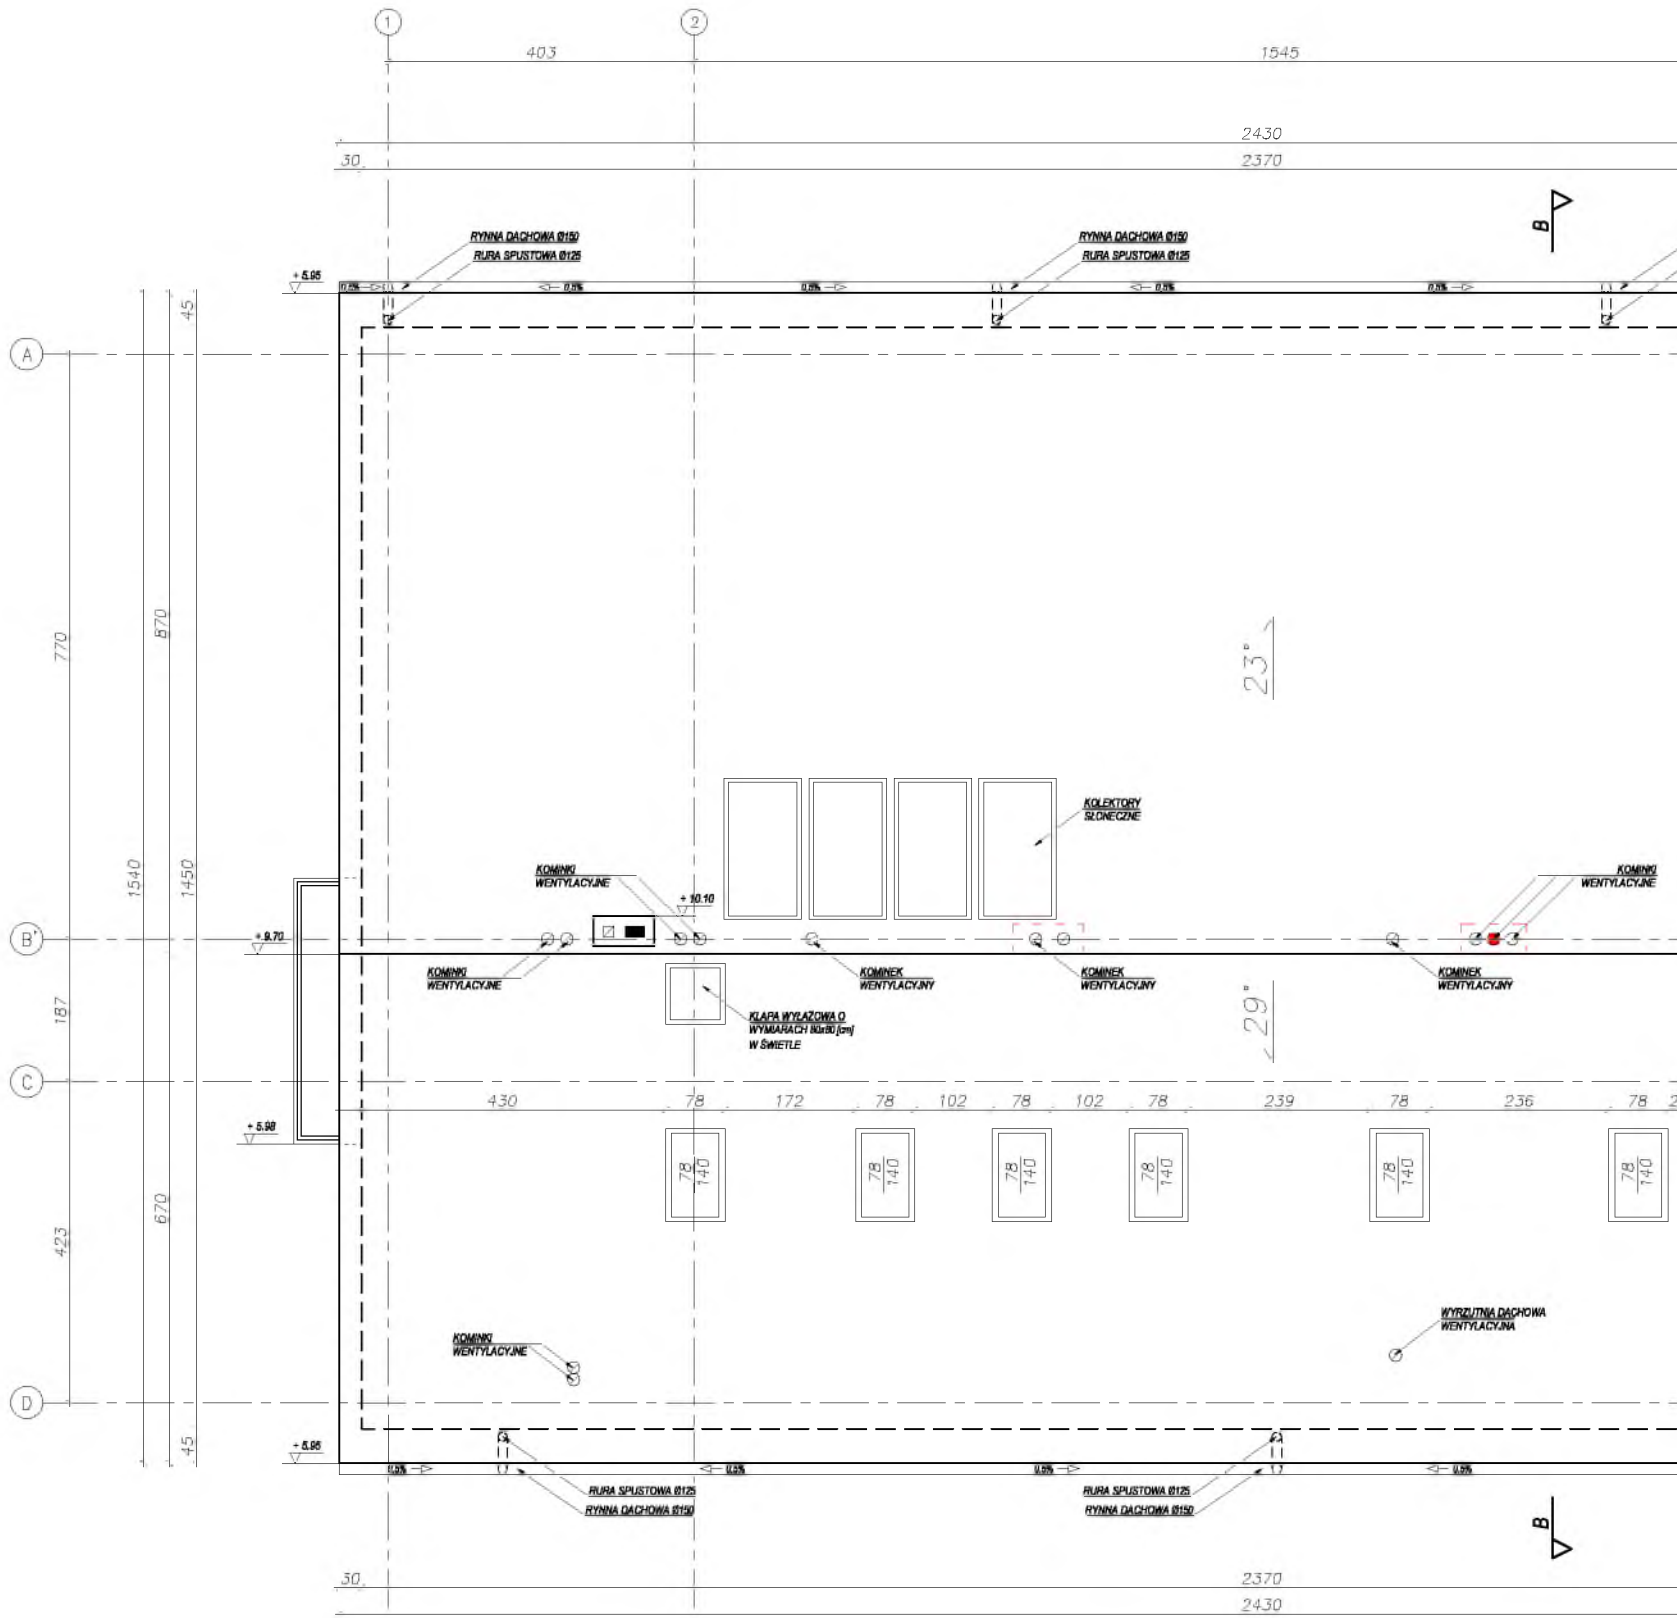 1 2
403 1545
2430
30 2370
B
RYNNA DACHOWA Ø150
RURA SPUSTOWA Ø125
RYNNA DACHOWA Ø150
RURA SPUSTOWA Ø125
+ 5.95
0,5% 0,5% 0,5% 0,5% 0,5%
45
A
770
870
23°
KOLEKTORY
SŁONECZNE
1540
1450
KOMINKI
WENTYLACYJNE
KOMINKI
WENTYLACYJNE
+ 10.10
B'
+ 9.70
KOMINKI
WENTYLACYJNE
KOMINEK
WENTYLACYJNY
KOMINEK
WENTYLACYJNY
KOMINEK
WENTYLACYJNY
187
29°
KLAPA WYŁAZOWA O
WYMIARACH 80x80 [cm]
W ŚWIETLE
C
430 78 172 78 102 78 102 78 239 78 236 78 2
+ 5.98
78
140
78
140
78
140
78
140
78
140
78
140
670
423
WYRZUTNIA DACHOWA
WENTYLACYJNA
KOMINKI
WENTYLACYJNE
D
45
+ 5.95
0,5% 0,5% 0,5% 0,5%
RURA SPUSTOWA Ø125
RYNNA DACHOWA Ø150
RURA SPUSTOWA Ø125
RYNNA DACHOWA Ø150
B
30 2370
2430